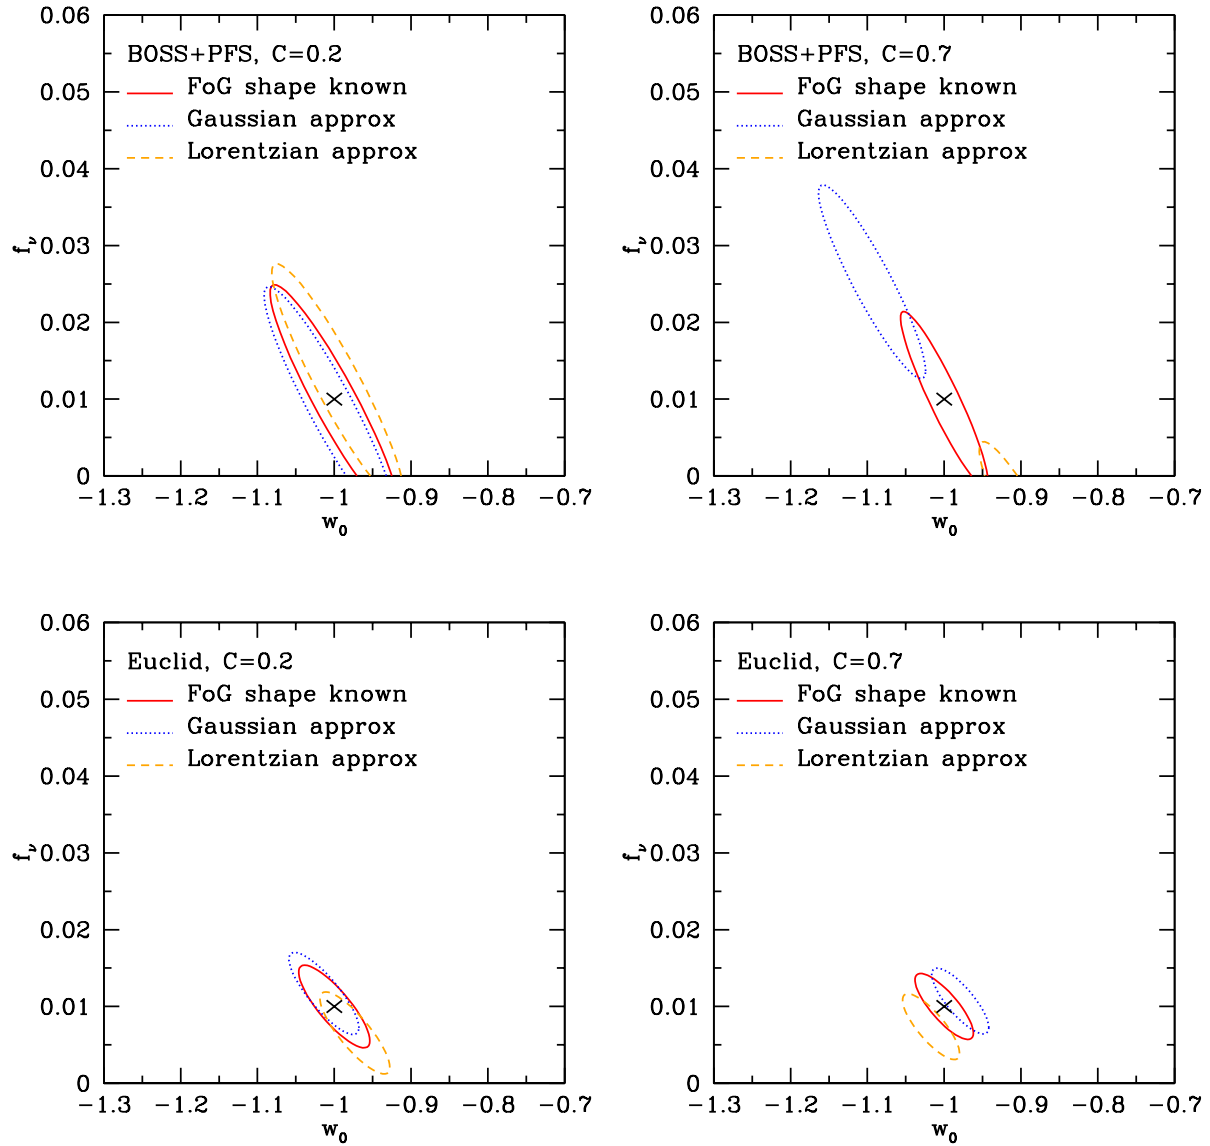 0.06
BOSS+PFS, C=0.2
FoG shape known
Gaussian approx
Lorentzian approx
0.05
0.04
0.03
0.02
0.01
0
f_ν
−1.3 −1.2 −1.1 −1 −0.9 −0.8 −0.7
w_0
0.06
BOSS+PFS, C=0.7
FoG shape known
Gaussian approx
Lorentzian approx
0.05
0.04
0.03
0.02
0.01
0
f_ν
−1.3 −1.2 −1.1 −1 −0.9 −0.8 −0.7
w_0
0.06
Euclid, C=0.2
FoG shape known
Gaussian approx
Lorentzian approx
0.05
0.04
0.03
0.02
0.01
0
f_ν
−1.3 −1.2 −1.1 −1 −0.9 −0.8 −0.7
w_0
0.06
Euclid, C=0.7
FoG shape known
Gaussian approx
Lorentzian approx
0.05
0.04
0.03
0.02
0.01
0
f_ν
−1.3 −1.2 −1.1 −1 −0.9 −0.8 −0.7
w_0